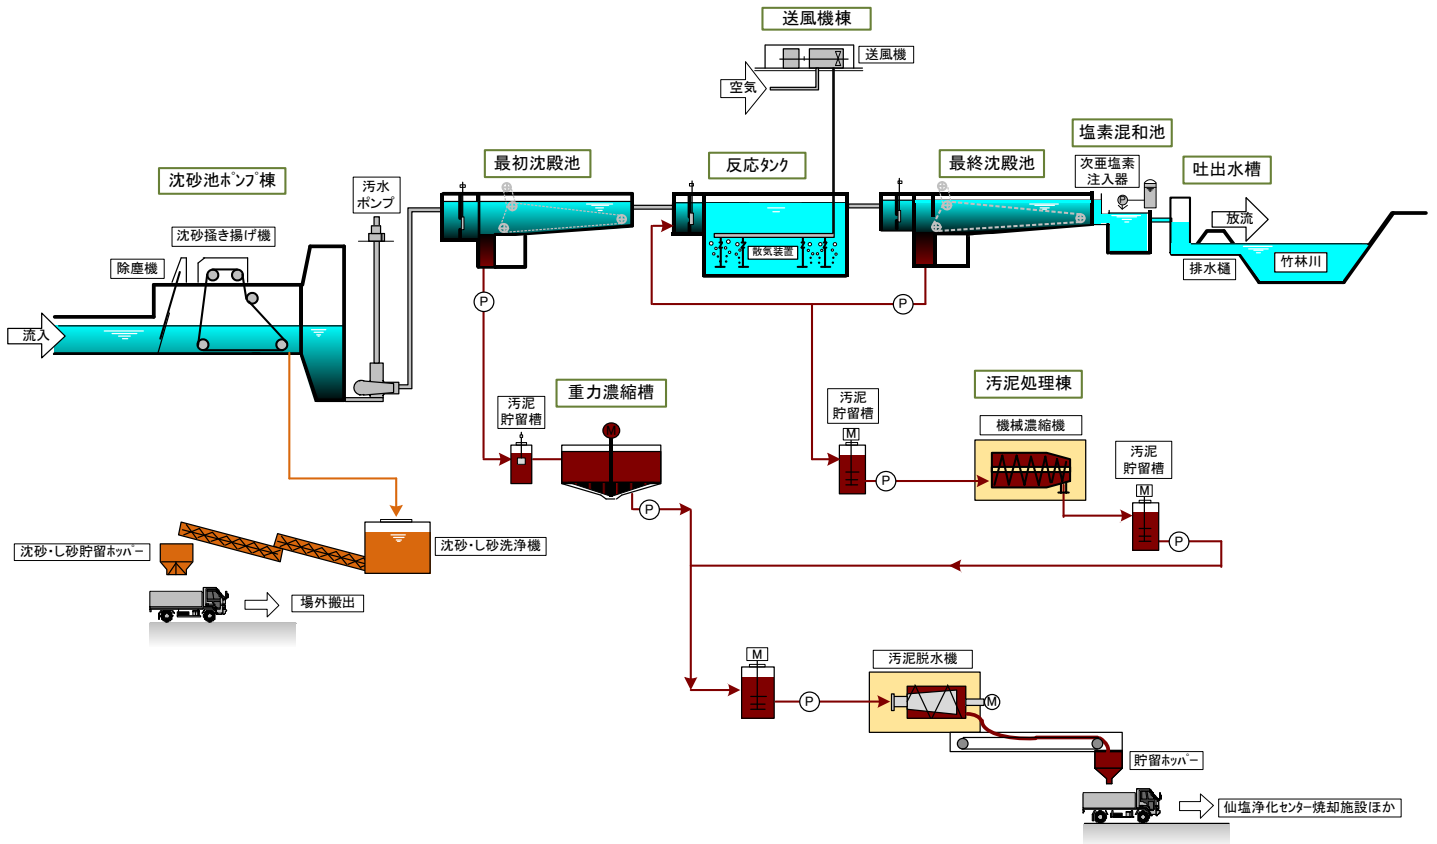 送風機棟
送風機
空気
塩素混和池
最初沈殿池
反応タンク
最終沈殿池
次亜塩素
注入器
吐出水槽
沈砂池ポンプ棟
汚水
ポンプ
放流
沈砂掻き揚げ機
除塵機
散気装置
排水樋
竹林川
流入
P
P
重力濃縮槽
汚泥処理棟
汚泥
貯留槽
汚泥
貯留槽
機械濃縮機
M
M
汚泥
貯留槽
P
M
P
P
沈砂・し砂貯留ホッパー
沈砂・し砂洗浄機
場外搬出
M
汚泥脱水機
P
M
貯留ホッパー
仙塩浄化センター焼却施設ほか